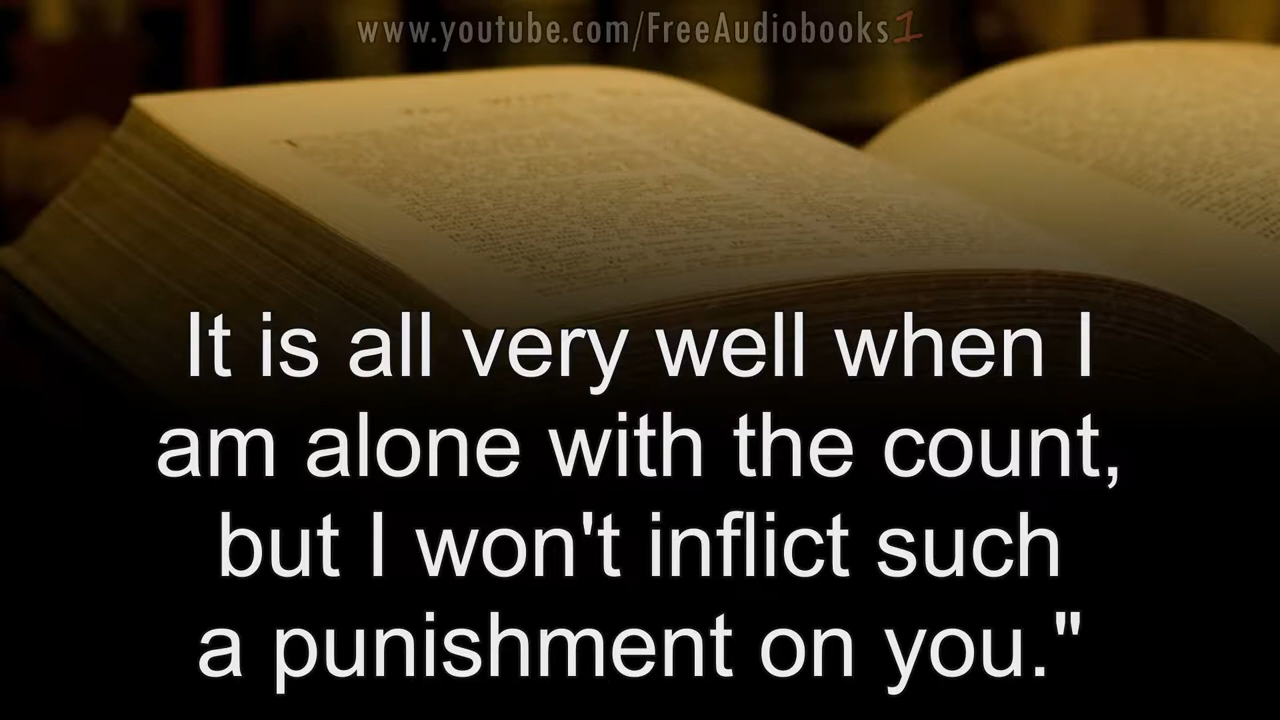 www.youtube.com/FreeAudiobooks1
It is all very well when I
am alone with the count,
but I won't inflict such
a punishment on you."